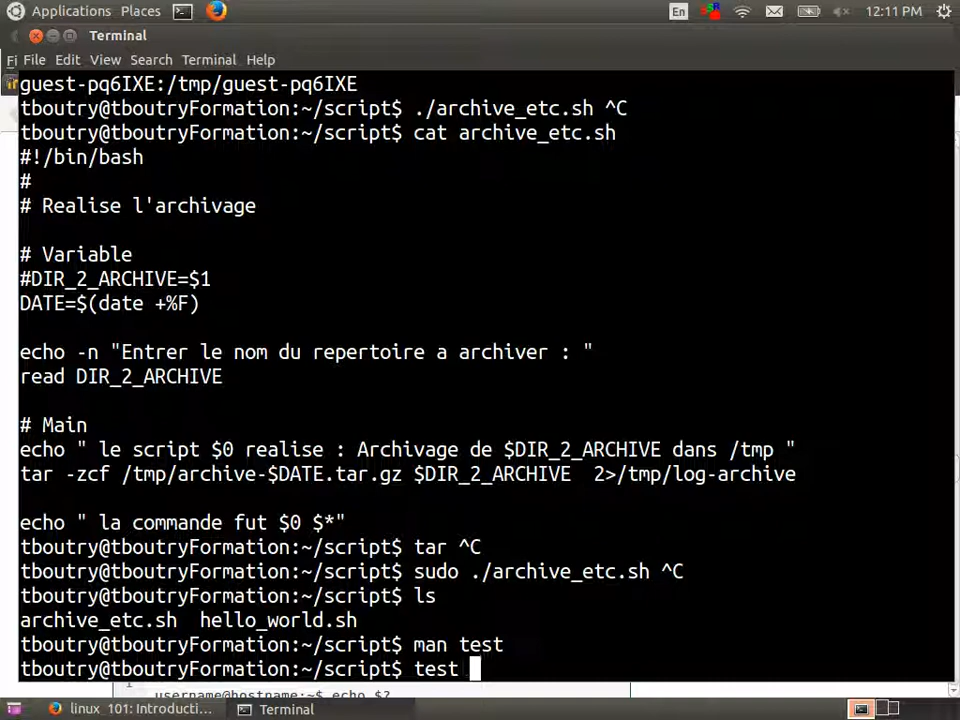 Applications Places En 12:11 PM
Terminal
Fi File Edit View Search Terminal Help
guest-pq6IXE:/tmp/guest-pq6IXE
tboutry@tboutryFormation:~/script$ ./archive_etc.sh ^C
tboutry@tboutryFormation:~/script$ cat archive_etc.sh
#!/bin/bash
#
# Realise l'archivage
# Variable
#DIR_2_ARCHIVE=$1
DATE=$(date +%F)
echo -n "Entrer le nom du repertoire a archiver : "
read DIR_2_ARCHIVE
# Main
echo " le script $0 realise : Archivage de $DIR_2_ARCHIVE dans /tmp "
tar -zcf /tmp/archive-$DATE.tar.gz $DIR_2_ARCHIVE  2>/tmp/log-archive
echo " la commande fut $0 $*"
tboutry@tboutryFormation:~/script$ tar ^C
tboutry@tboutryFormation:~/script$ sudo ./archive_etc.sh ^C
tboutry@tboutryFormation:~/script$ ls
archive_etc.sh  hello_world.sh
tboutry@tboutryFormation:~/script$ man test
tboutry@tboutryFormation:~/script$ test
username@hostname:~$ echo $?
linux_101: Introducti... Terminal